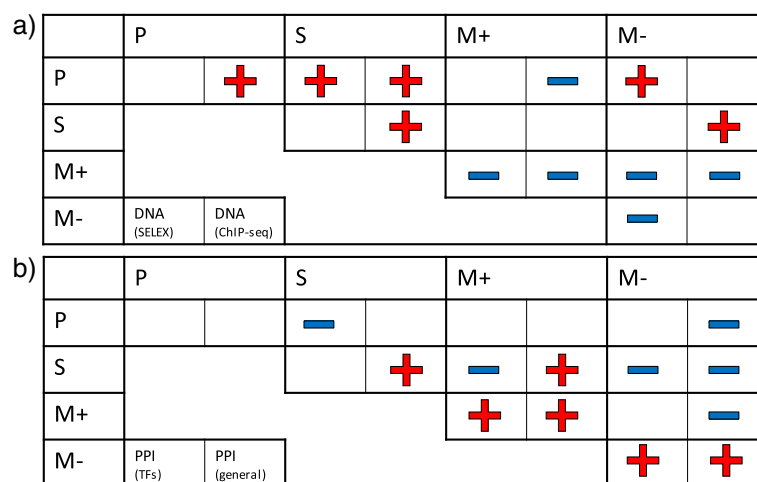 a)
P S M+ M-
P
S
M+
M- DNA DNA
(SELEX) (ChIP-seq)
b)
P S M+ M-
P
S
M+
M- PPI PPI
(TFs) (general)